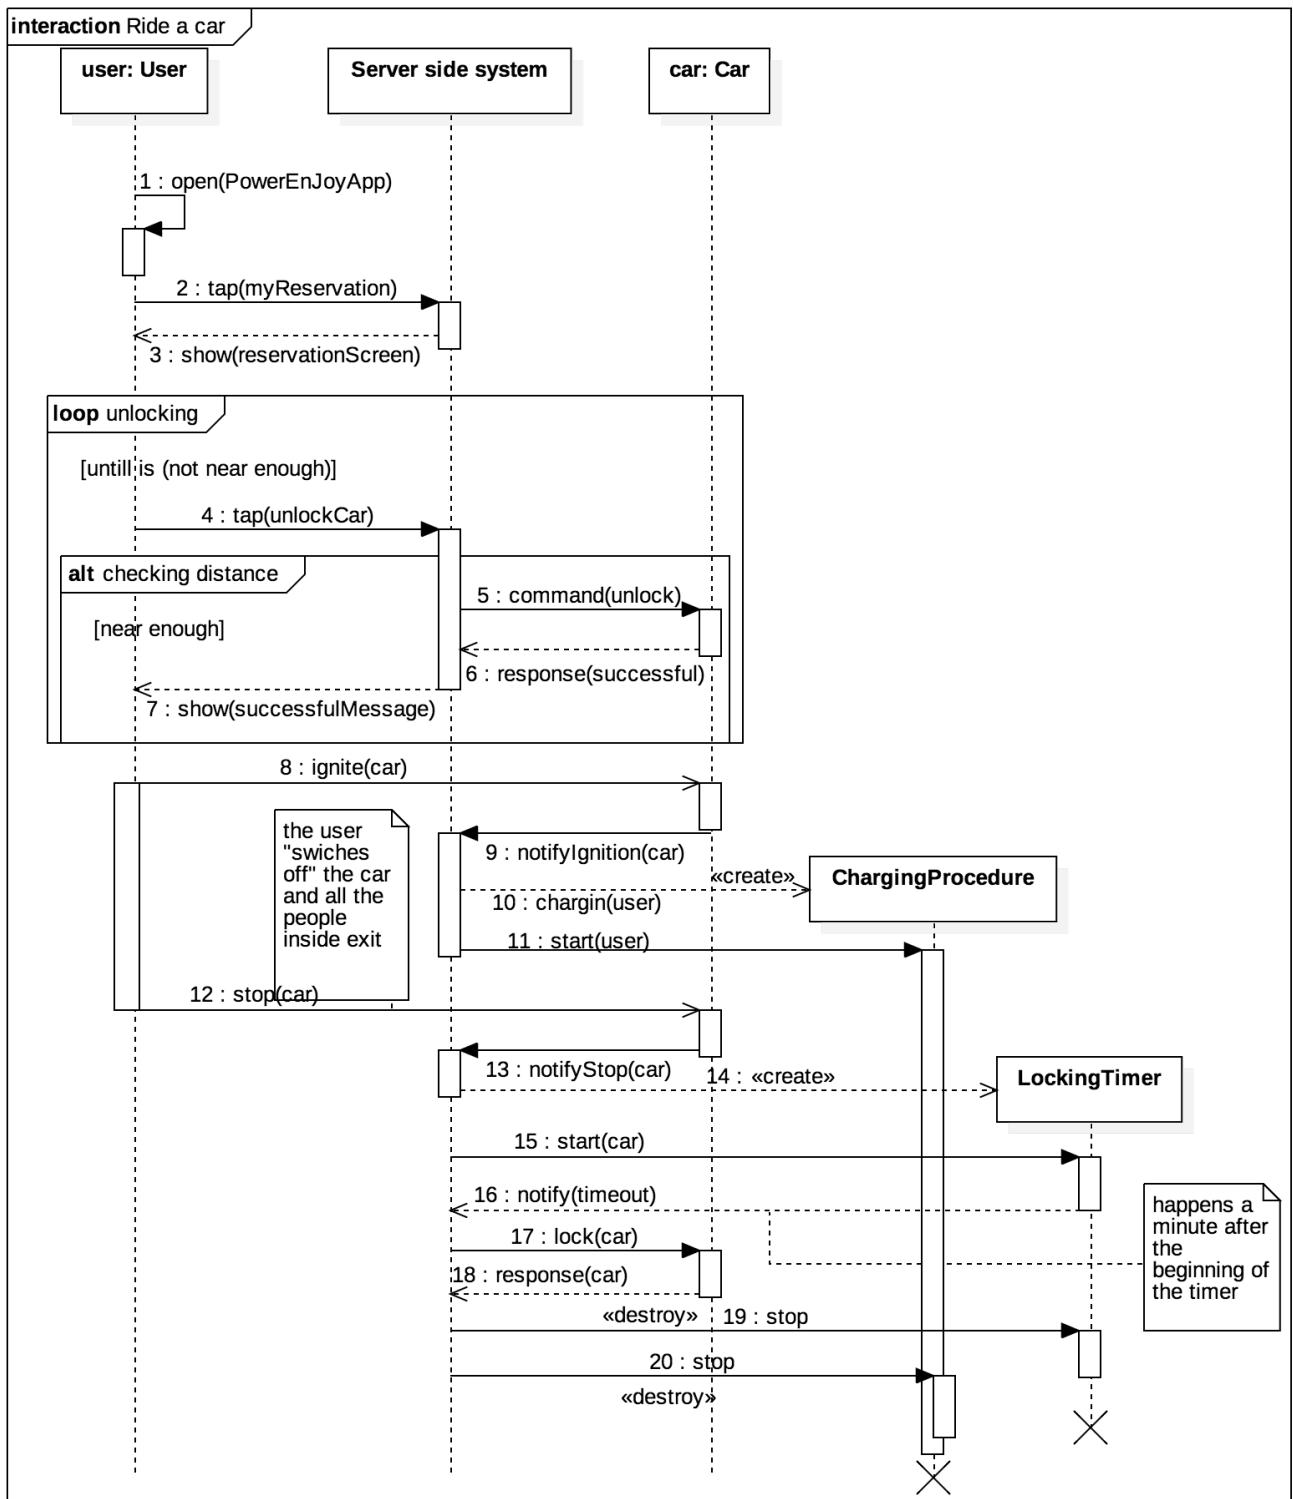 interaction Ride a car
user: User
Server side system
car: Car
1 : open(PowerEnJoyApp)
2 : tap(myReservation)
3 : show(reservationScreen)
loop unlocking
[untill is (not near enough)]
4 : tap(unlockCar)
alt checking distance
5 : command(unlock)
[near enough]
6 : response(successful)
7 : show(successfulMessage)
8 : ignite(car)
the user
"swiches
off" the car
and all the
people
inside exit
9 : notifyIgnition(car)
«create»
ChargingProcedure
10 : chargin(user)
11 : start(user)
12 : stop(car)
13 : notifyStop(car)
14 : «create»
LockingTimer
15 : start(car)
16 : notify(timeout)
happens a
minute after
the
beginning of
the timer
17 : lock(car)
18 : response(car)
«destroy»
19 : stop
20 : stop
«destroy»